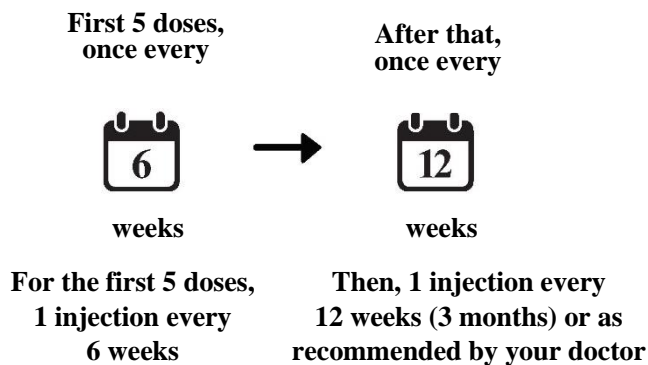 First 5 doses,
once every
6
weeks
For the first 5 doses,
1 injection every
6 weeks
After that,
once every
12
weeks
Then, 1 injection every
12 weeks (3 months) or as
recommended by your doctor